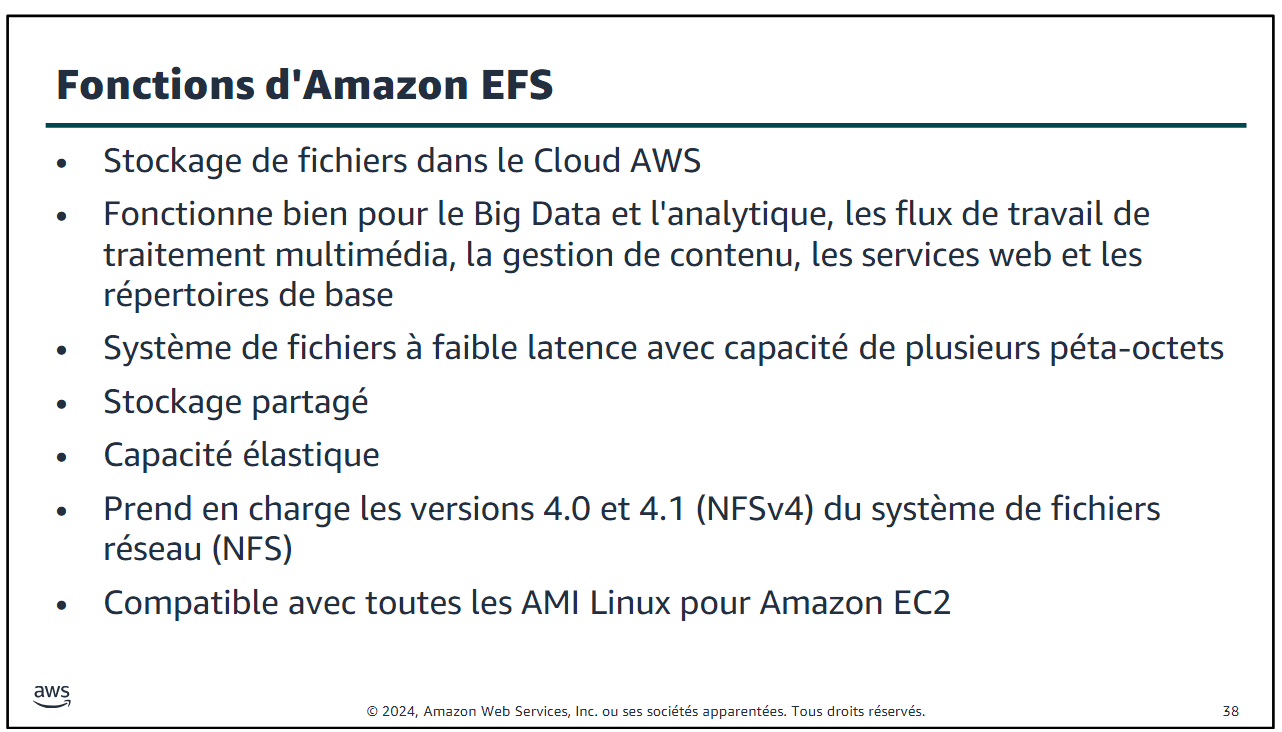 Fonctions d'Amazon EFS
• Stockage de fichiers dans le Cloud AWS
• Fonctionne bien pour le Big Data et l'analytique, les flux de travail de
traitement multimédia, la gestion de contenu, les services web et les
répertoires de base
• Système de fichiers à faible latence avec capacité de plusieurs péta-octets
• Stockage partagé
• Capacité élastique
• Prend en charge les versions 4.0 et 4.1 (NFSv4) du système de fichiers
réseau (NFS)
• Compatible avec toutes les AMI Linux pour Amazon EC2
aws
© 2024, Amazon Web Services, Inc. ou ses sociétés apparentées. Tous droits réservés.
38